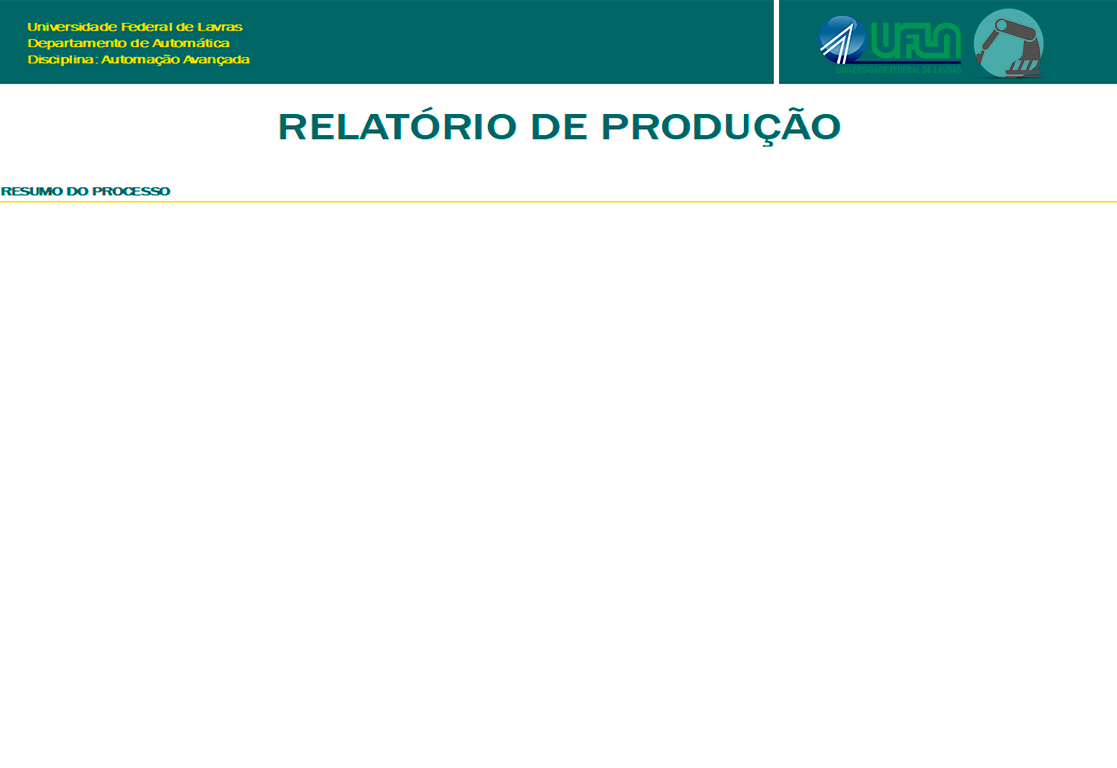 Universidade Federal de Lavras
Departamento de Automática
Disciplina: Automação Avançada
UFLA
UNIVERSIDADE FEDERAL DE LAVRAS
RELATÓRIO DE PRODUÇÃO
RESUMO DO PROCESSO